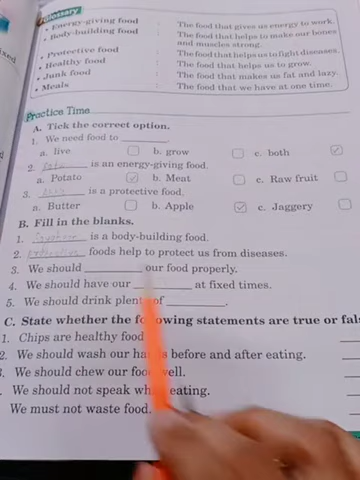 Glossary
• Energy-giving food : The food that gives us energy to work.
• Body-building food : The food that helps to make our bones
and muscles strong.
• Protective food : The food that helps us to fight diseases.
• Healthy food : The food that helps us to grow.
• Junk food : The food that makes us fat and lazy.
• Meals : The food that we have at one time.
Practice Time
A. Tick the correct option.
1. We need food to ______
a. live b. grow c. both ✓
2. ______ is an energy-giving food.
a. Potato ✓ b. Meat c. Raw fruit
3. ______ is a protective food.
a. Butter b. Apple ✓ c. Jaggery
B. Fill in the blanks.
1. ______ is a body-building food.
2. Protective foods help to protect us from diseases.
3. We should ______ our food properly.
4. We should have our ______ at fixed times.
5. We should drink plenty of ______.
C. State whether the following statements are true or fal
1. Chips are healthy food
2. We should wash our ha s before and after eating.
3. We should chew our foo well.
We should not speak wh eating.
We must not waste food.